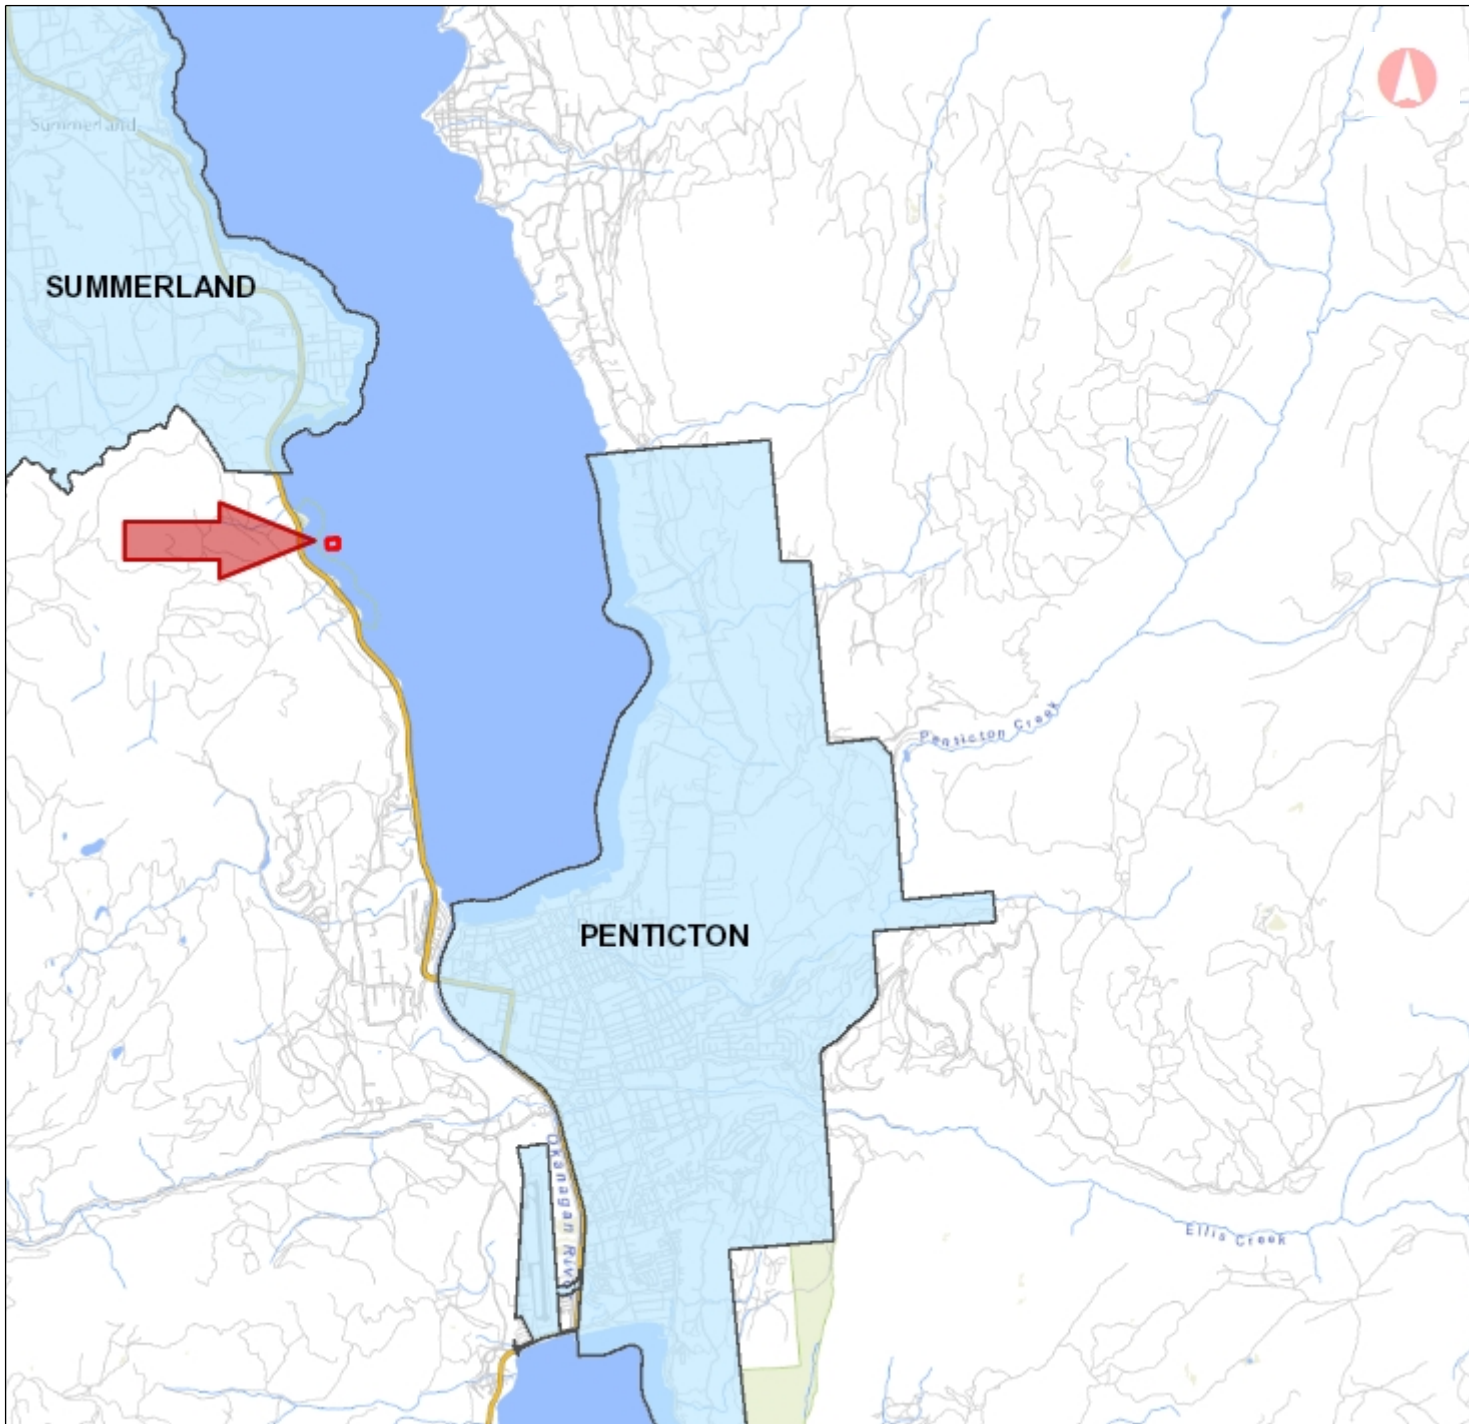 Summerland
SUMMERLAND
Penticton Creek
PENTICTON
Okanagan River
Ellis Creek